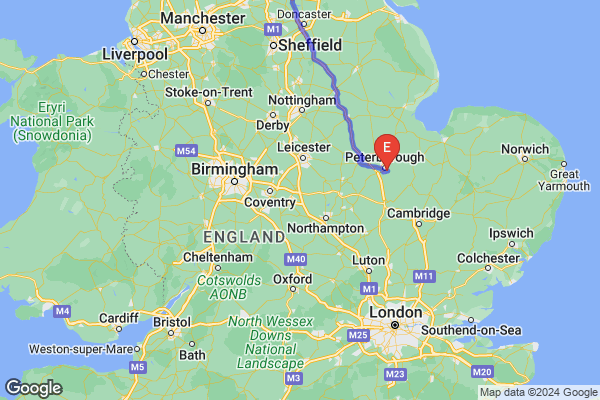 Manchester
Doncaster
M1
Liverpool
Sheffield
Chester
Eryri
National Park
(Snowdonia)
Stoke-on-Trent
Nottingham
Derby
M54
Leicester
E
Peterborough
Norwich
Great
Yarmouth
Birmingham
Coventry
Northampton
Cambridge
ENGLAND
Ipswich
M40
Cheltenham
Luton
M11
Colchester
Cotswolds
AONB
Oxford
M1
M4
Cardiff
Bristol
North Wessex
Downs
National
Landscape
London
M25
Southend-on-Sea
Weston-super-Mare
Bath
M5
M3
M23
M20
Google
Google
Map data ©2024 Google